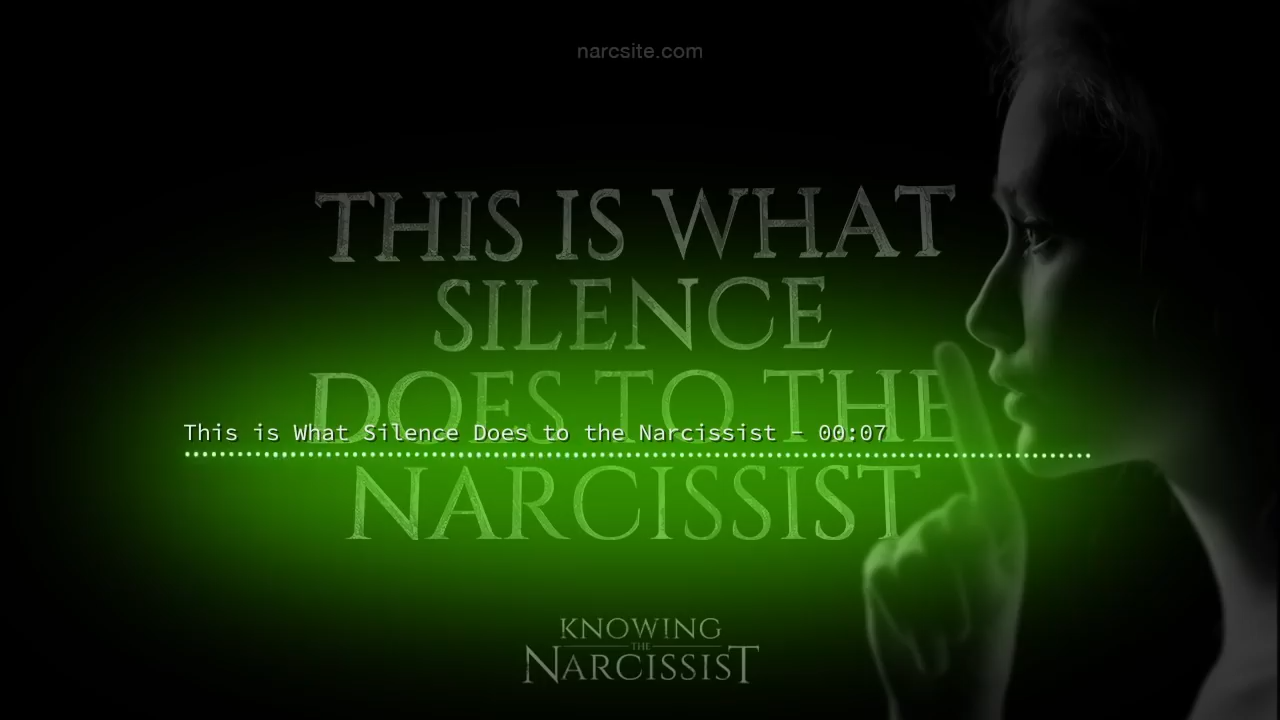 narcsite.com
THIS IS WHAT
SILENCE
DOES TO THE
This is What Silence Does to the Narcissist - 00:07
NARCISSIST
KNOWING
THE
NARCISSIST